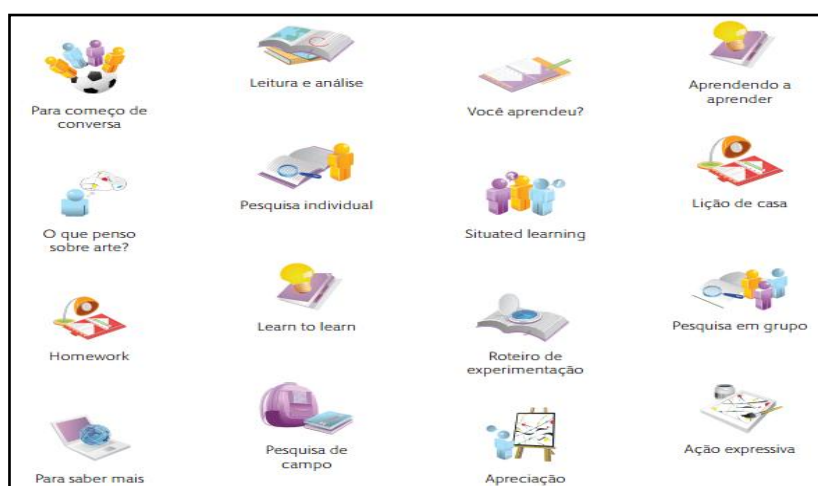 Para começo de
conversa
Leitura e análise
Você aprendeu?
Aprendendo a
aprender
O que penso
sobre arte?
Pesquisa individual
Situated learning
Lição de casa
Homework
Learn to learn
Roteiro de
experimentação
Pesquisa em grupo
Para saber mais
Pesquisa de
campo
Apreciação
Ação expressiva